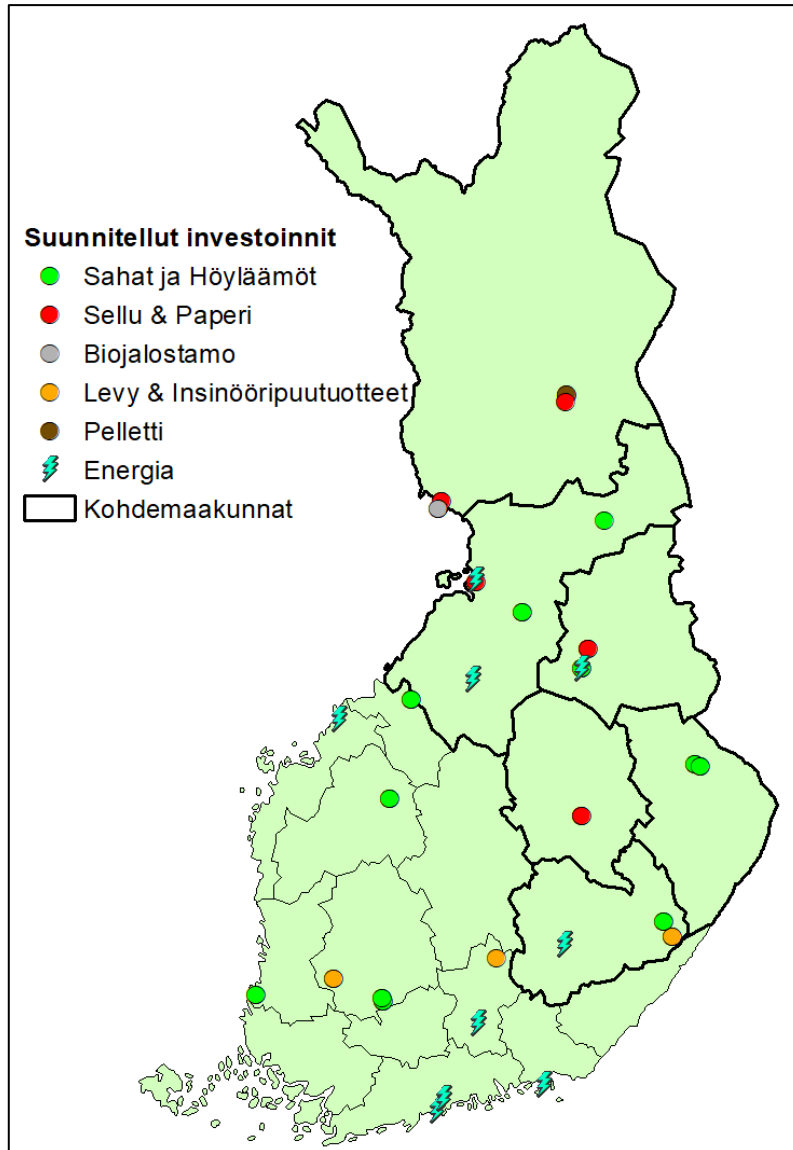 Suunnitellut investoinnit
Sahat ja Höyläämöt
Sellu & Paperi
Biojalostamo
Levy & Insinööripuutuotteet
Pelletti
Energia
Kohdemaakunnat